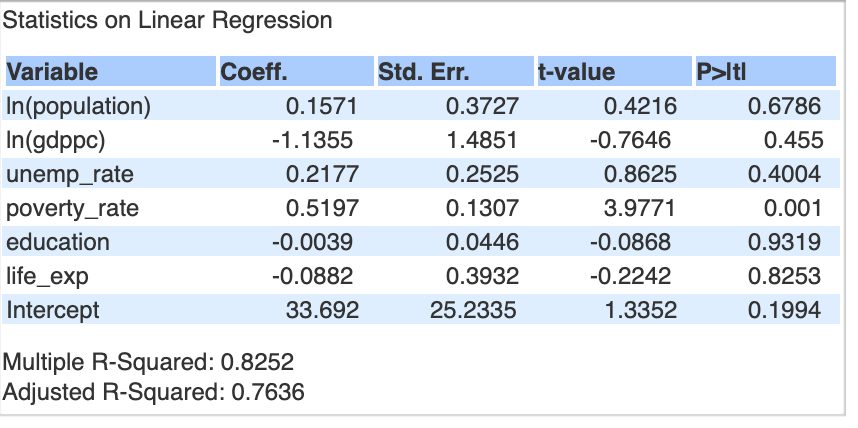 Statistics on Linear Regression
Variable Coeff. Std. Err. t-value P>|t|
ln(population) 0.1571 0.3727 0.4216 0.6786
ln(gdppc) -1.1355 1.4851 -0.7646 0.455
unemp_rate 0.2177 0.2525 0.8625 0.4004
poverty_rate 0.5197 0.1307 3.9771 0.001
education -0.0039 0.0446 -0.0868 0.9319
life_exp -0.0882 0.3932 -0.2242 0.8253
Intercept 33.692 25.2335 1.3352 0.1994
Multiple R-Squared: 0.8252
Adjusted R-Squared: 0.7636